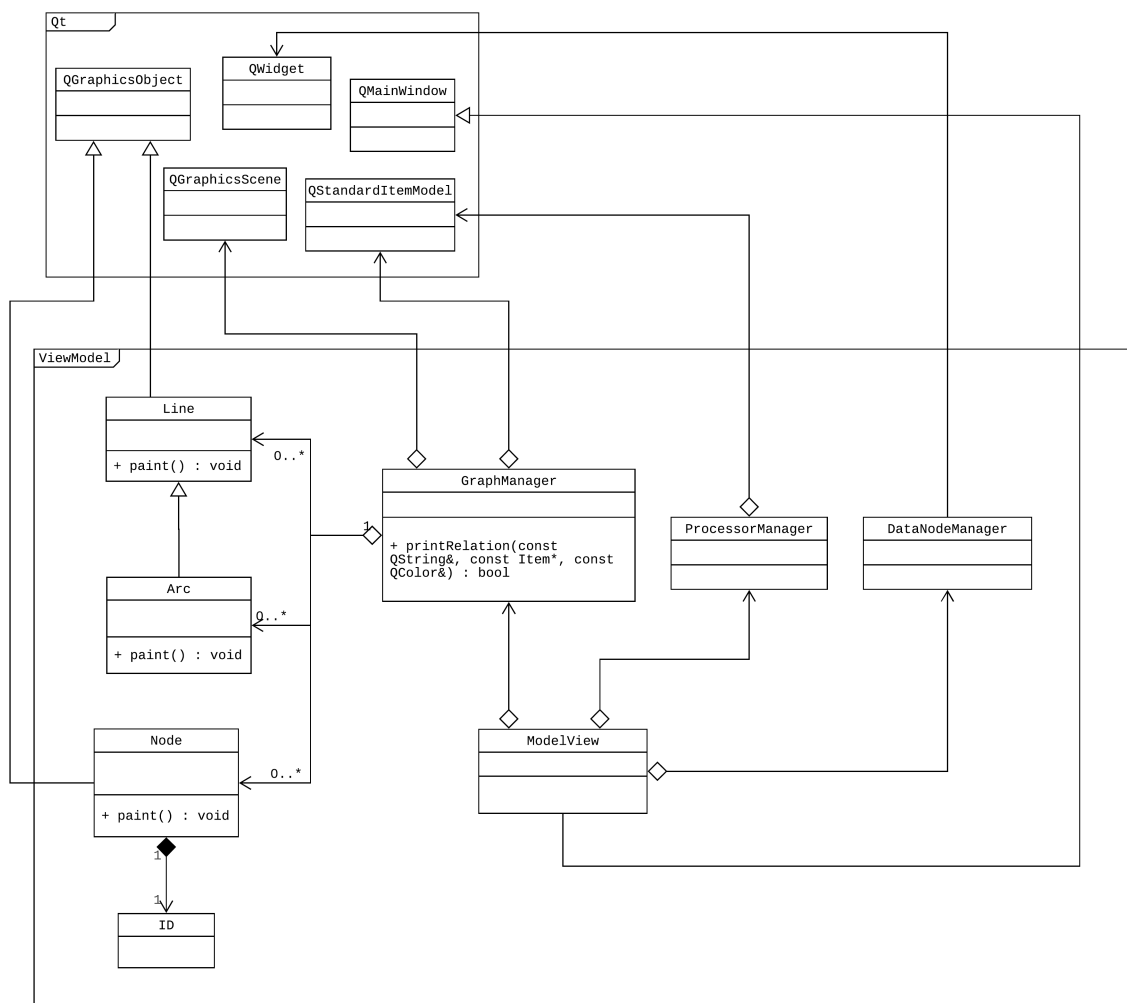 Qt
QGraphicsObject
QWidget
QMainWindow
QGraphicsScene
QStandardItemModel
ViewModel
Line
+ paint() : void
0..*
GraphManager
1
+ printRelation(const
QString&, const Item*, const
QColor&) : bool
ProcessorManager
DataNodeManager
Arc
0..*
+ paint() : void
Node
0..*
+ paint() : void
ModelView
1
1
ID